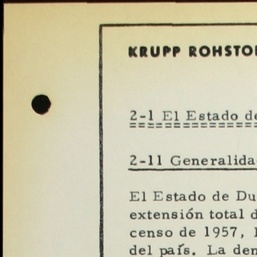 KRUPP ROHSTO
2-1 El Estado de
2-11 Generalida
El Estado de Du
extensión total d
censo de 1957, 1
del país. La den